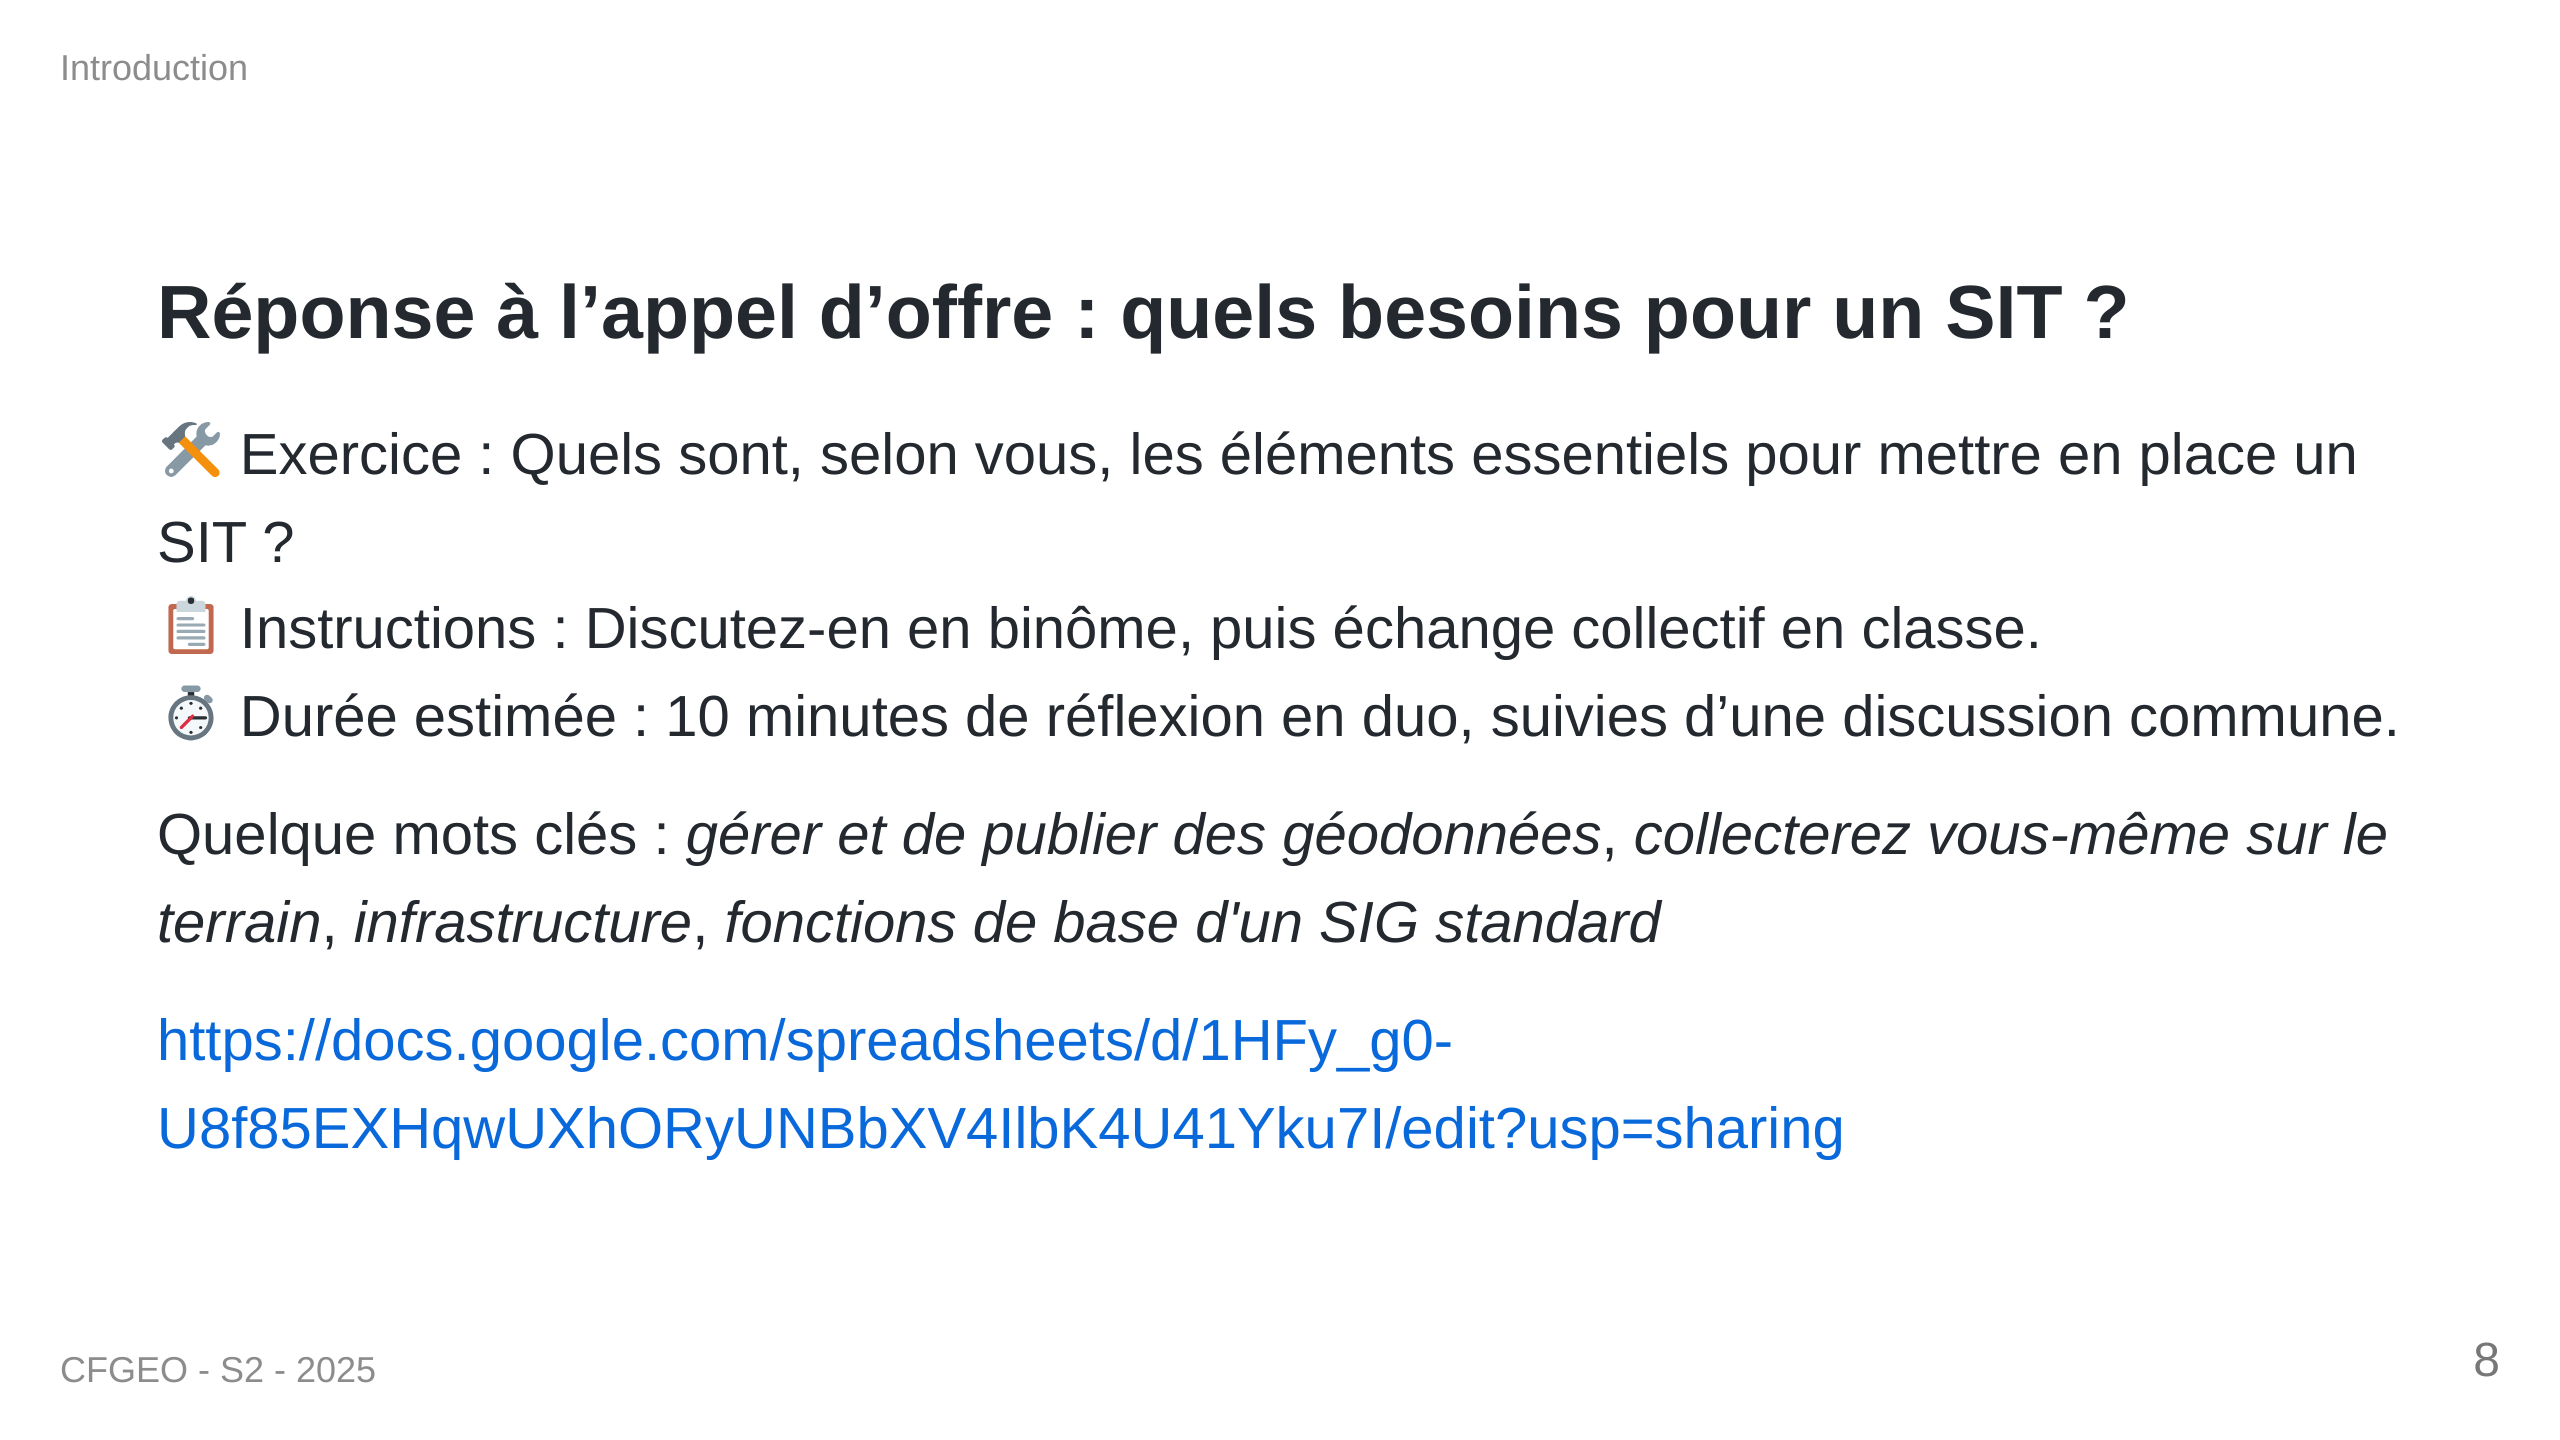 Introduction
Réponse à l’appel d’offre : quels besoins pour un SIT ?
🛠️ Exercice : Quels sont, selon vous, les éléments essentiels pour mettre en place un
SIT ?
📋 Instructions : Discutez-en en binôme, puis échange collectif en classe.
⏱️ Durée estimée : 10 minutes de réflexion en duo, suivies d’une discussion commune.
Quelque mots clés : gérer et de publier des géodonnées, collecterez vous-même sur le
terrain, infrastructure, fonctions de base d'un SIG standard
https://docs.google.com/spreadsheets/d/1HFy_g0-
U8f85EXHqwUXhORyUNBbXV4IlbK4U41Yku7I/edit?usp=sharing
CFGEO - S2 - 2025
8